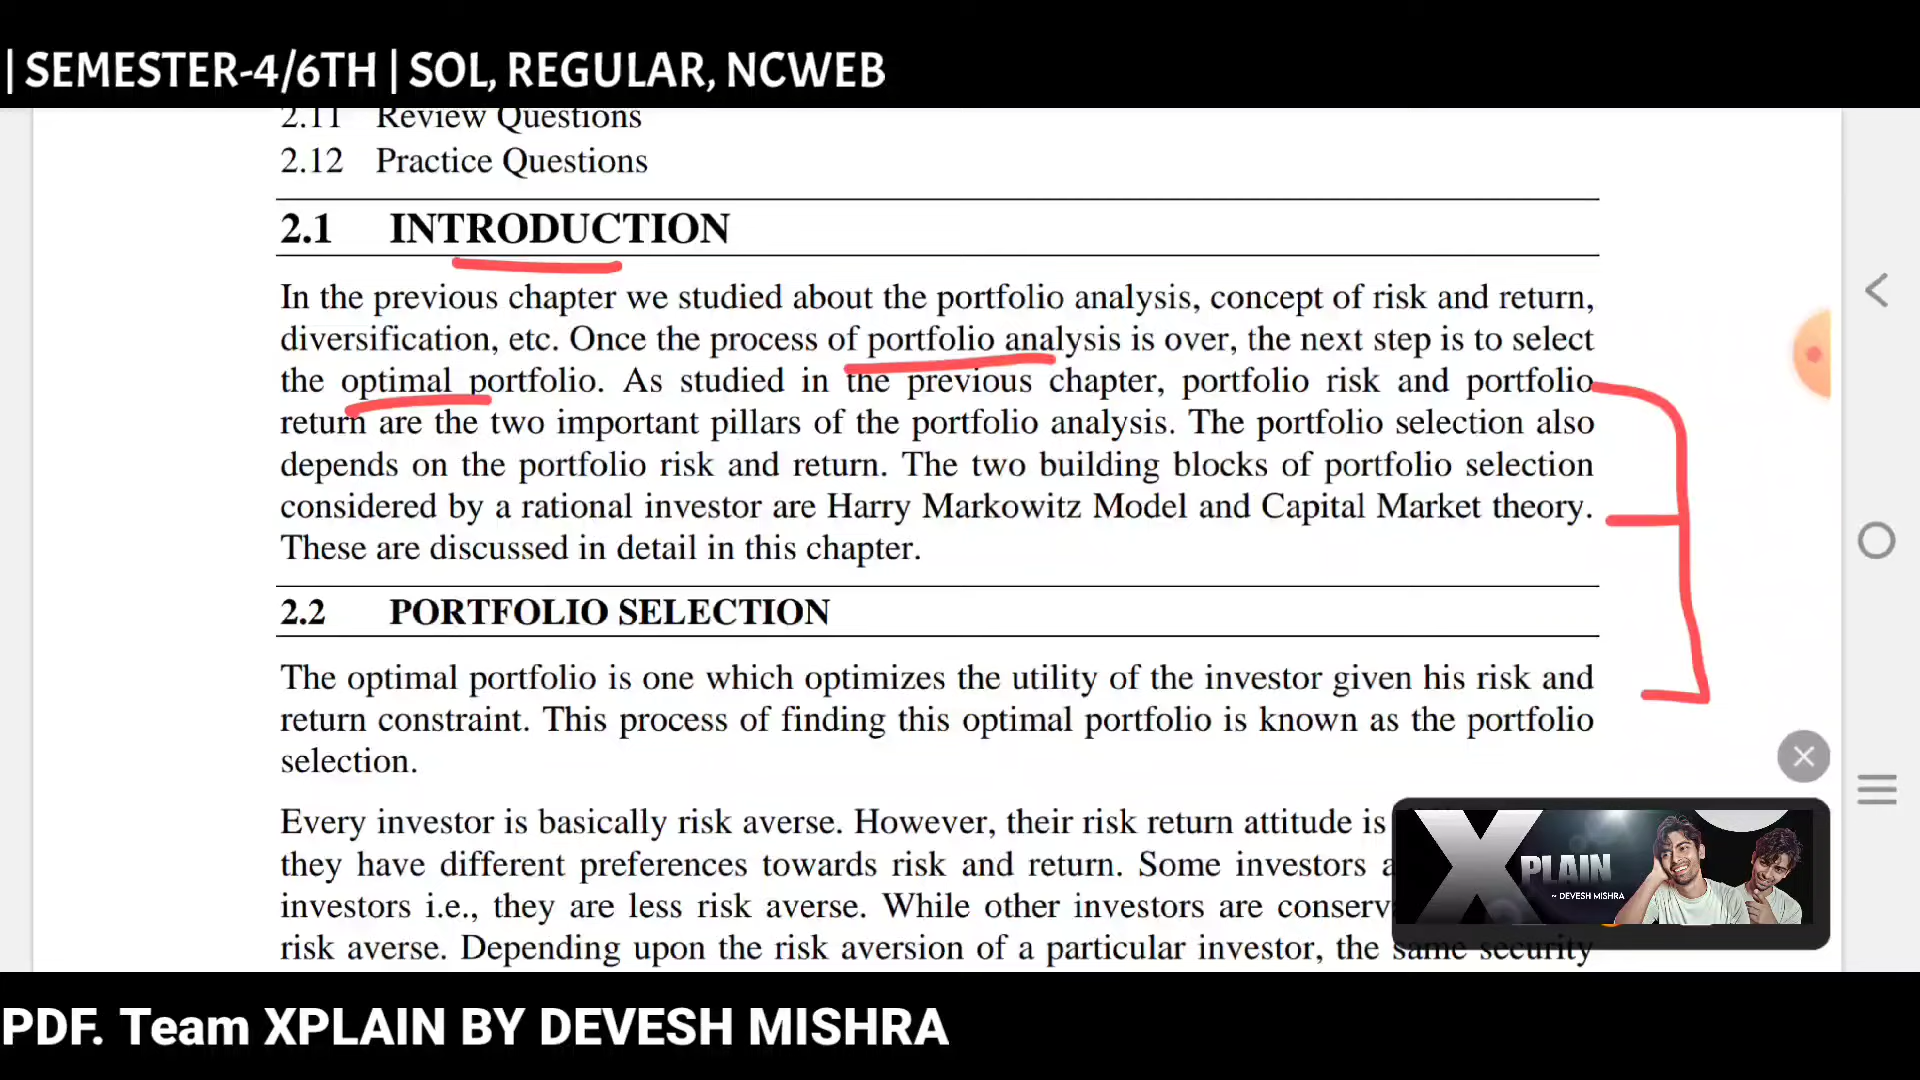 | SEMESTER-4/6TH | SOL, REGULAR, NCWEB
2.11 Review Questions
2.12 Practice Questions
2.1 INTRODUCTION
In the previous chapter we studied about the portfolio analysis, concept of risk and return,
diversification, etc. Once the process of portfolio analysis is over, the next step is to select
the optimal portfolio. As studied in the previous chapter, portfolio risk and portfolio
return are the two important pillars of the portfolio analysis. The portfolio selection also
depends on the portfolio risk and return. The two building blocks of portfolio selection
considered by a rational investor are Harry Markowitz Model and Capital Market theory.
These are discussed in detail in this chapter.
2.2 PORTFOLIO SELECTION
The optimal portfolio is one which optimizes the utility of the investor given his risk and
return constraint. This process of finding this optimal portfolio is known as the portfolio
selection.
Every investor is basically risk averse. However, their risk return attitude is
they have different preferences towards risk and return. Some investors a
investors i.e., they are less risk averse. While other investors are conserv
risk averse. Depending upon the risk aversion of a particular investor, the same security
XPLAIN
~ DEVESH MISHRA
PDF. Team XPLAIN BY DEVESH MISHRA